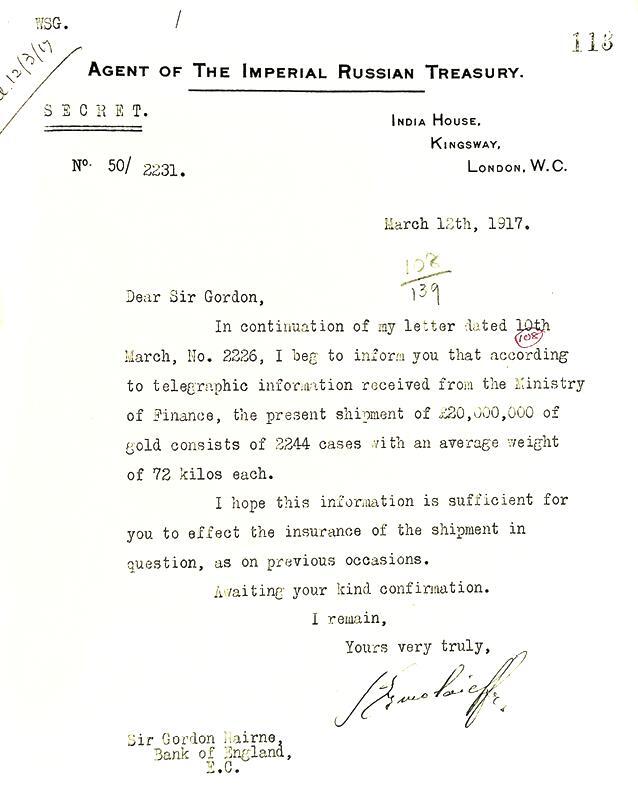 WSG.
/
113
12/3/17
AGENT OF THE IMPERIAL RUSSIAN TREASURY.
SECRET.
INDIA HOUSE,
KINGSWAY,
LONDON, W.C.
No. 50/ 2231.
March 12th, 1917.
108
139
Dear Sir Gordon,
In continuation of my letter dated 10th
108
March, No. 2226, I beg to inform you that according
to telegraphic information received from the Ministry
of Finance, the present shipment of £20,000,000 of
gold consists of 2244 cases with an average weight
of 72 kilos each.
I hope this information is sufficient for
you to effect the insurance of the shipment in
question, as on previous occasions.
Awaiting your kind confirmation.
I remain,
Yours very truly,
Sir Gordon Nairne,
Bank of England,
E.C.